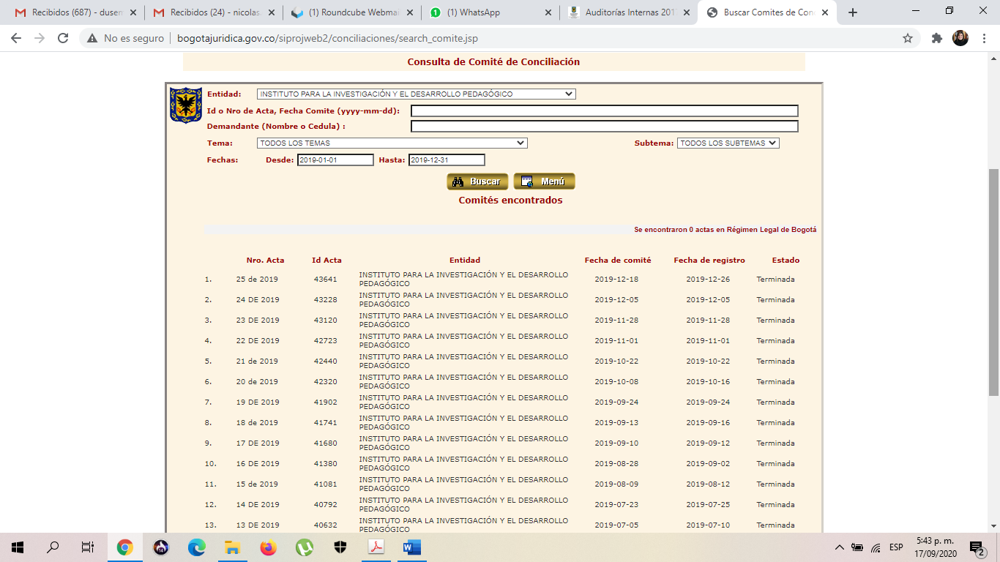 Recibidos (687) - dusem
Recibidos (24) - nicolas.
(1) Roundcube Webmai
(1) WhatsApp
Auditorías Internas 201
Buscar Comites de Conc
No es seguro
bogotajuridica.gov.co/siprojweb2/conciliaciones/search_comite.jsp
Consulta de Comité de Conciliación
Entidad: INSTITUTO PARA LA INVESTIGACIÓN Y EL DESARROLLO PEDAGÓGICO
Id o Nro de Acta, Fecha Comite (yyyy-mm-dd):
Demandante (Nombre o Cedula) :
Tema: TODOS LOS TEMAS Subtema: TODOS LOS SUBTEMAS
Fechas: Desde: 2019-01-01 Hasta: 2019-12-31
Buscar Menú
Comités encontrados
Se encontraron 0 actas en Régimen Legal de Bogotá
Nro. Acta Id Acta Entidad Fecha de comité Fecha de registro Estado
1. 25 de 2019 43641 INSTITUTO PARA LA INVESTIGACIÓN Y EL DESARROLLO PEDAGÓGICO 2019-12-18 2019-12-26 Terminada
2. 24 DE 2019 43228 INSTITUTO PARA LA INVESTIGACIÓN Y EL DESARROLLO PEDAGÓGICO 2019-12-05 2019-12-05 Terminada
3. 23 DE 2019 43120 INSTITUTO PARA LA INVESTIGACIÓN Y EL DESARROLLO PEDAGÓGICO 2019-11-28 2019-11-28 Terminada
4. 22 DE 2019 42723 INSTITUTO PARA LA INVESTIGACIÓN Y EL DESARROLLO PEDAGÓGICO 2019-11-01 2019-11-01 Terminada
5. 21 de 2019 42440 INSTITUTO PARA LA INVESTIGACIÓN Y EL DESARROLLO PEDAGÓGICO 2019-10-22 2019-10-22 Terminada
6. 20 de 2019 42320 INSTITUTO PARA LA INVESTIGACIÓN Y EL DESARROLLO PEDAGÓGICO 2019-10-08 2019-10-16 Terminada
7. 19 DE 2019 41902 INSTITUTO PARA LA INVESTIGACIÓN Y EL DESARROLLO PEDAGÓGICO 2019-09-24 2019-09-24 Terminada
8. 18 de 2019 41741 INSTITUTO PARA LA INVESTIGACIÓN Y EL DESARROLLO PEDAGÓGICO 2019-09-13 2019-09-16 Terminada
9. 17 DE 2019 41680 INSTITUTO PARA LA INVESTIGACIÓN Y EL DESARROLLO PEDAGÓGICO 2019-09-10 2019-09-12 Terminada
10. 16 DE 2019 41380 INSTITUTO PARA LA INVESTIGACIÓN Y EL DESARROLLO PEDAGÓGICO 2019-08-28 2019-09-02 Terminada
11. 15 de 2019 41081 INSTITUTO PARA LA INVESTIGACIÓN Y EL DESARROLLO PEDAGÓGICO 2019-08-09 2019-08-12 Terminada
12. 14 DE 2019 40792 INSTITUTO PARA LA INVESTIGACIÓN Y EL DESARROLLO PEDAGÓGICO 2019-07-23 2019-07-25 Terminada
13. 13 DE 2019 40632 INSTITUTO PARA LA INVESTIGACIÓN Y EL DESARROLLO PEDAGÓGICO 2019-07-05 2019-07-10 Terminada
ESP
5:43 p. m.
17/09/2020
2